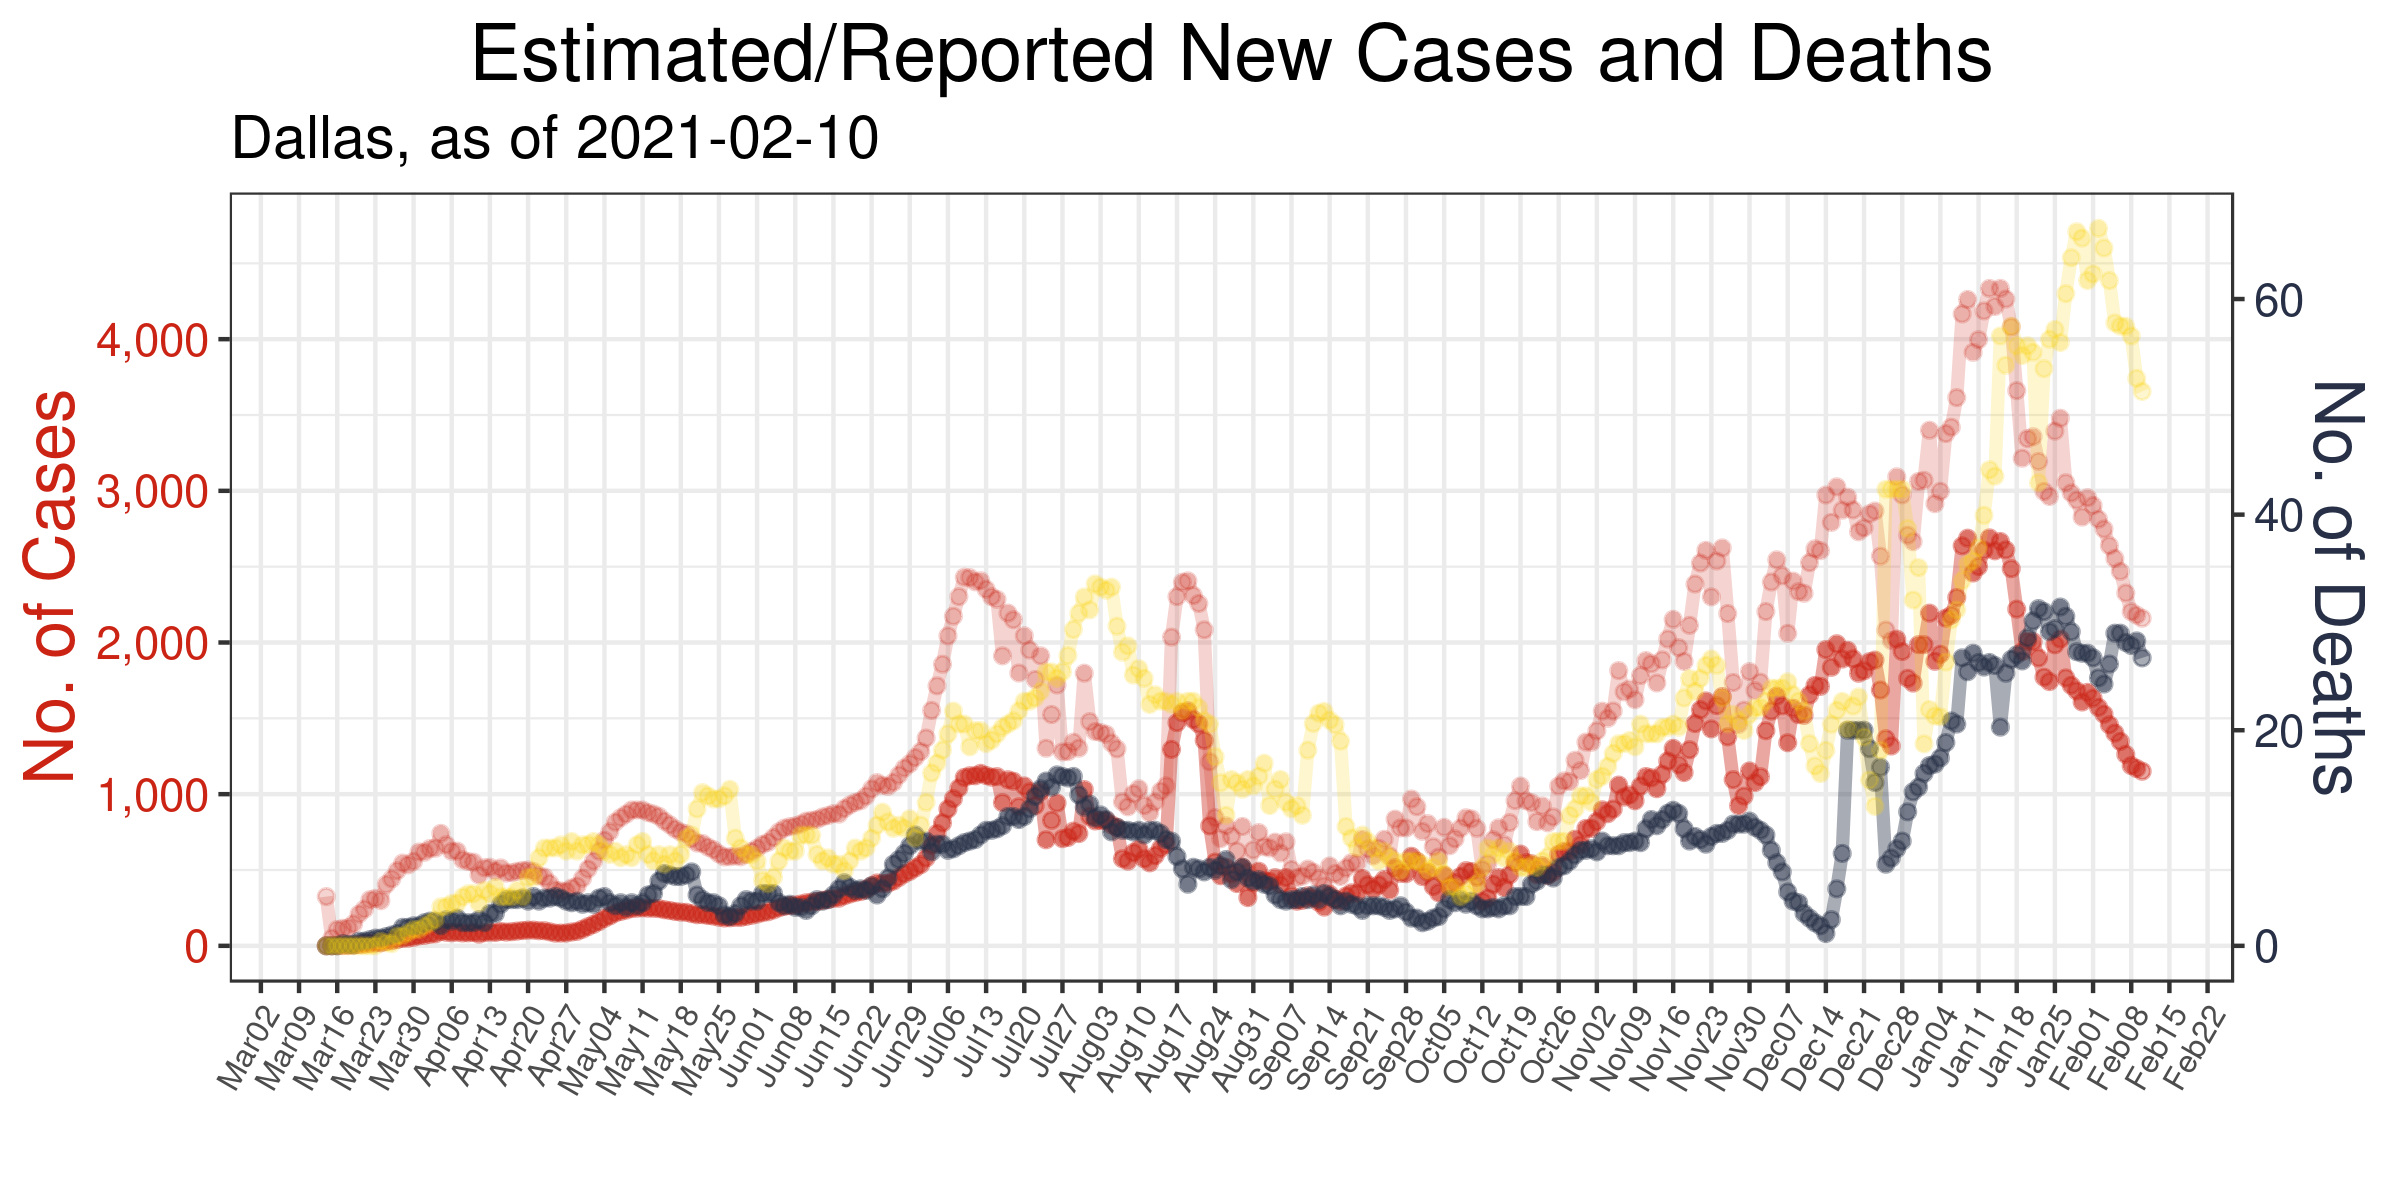 Estimated/Reported New Cases and Deaths
Dallas, as of 2021-02-10
No. of Cases
4,000
3,000
2,000
1,000
0
60
40
20
0
No. of Deaths
Mar02 Mar09 Mar16 Mar23 Mar30 Apr06 Apr13 Apr20 Apr27 May04 May11 May18 May25 Jun01 Jun08 Jun15 Jun22 Jun29 Jul06 Jul13 Jul20 Jul27 Aug03 Aug10 Aug17 Aug24 Aug31 Sep07 Sep14 Sep21 Sep28 Oct05 Oct12 Oct19 Oct26 Nov02 Nov09 Nov16 Nov23 Nov30 Dec07 Dec14 Dec21 Dec28 Jan04 Jan11 Jan18 Jan25 Feb01 Feb08 Feb15 Feb22